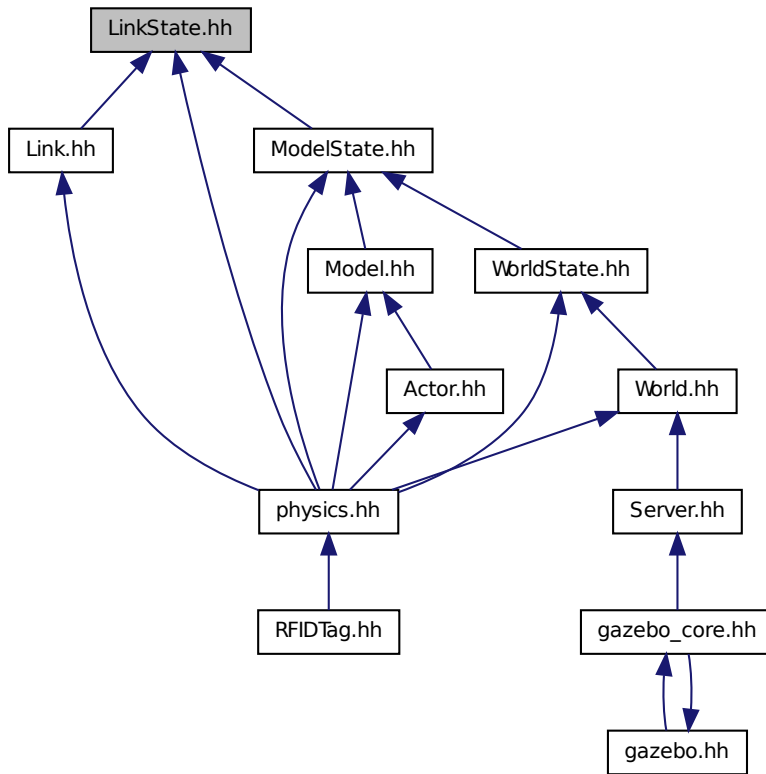 LinkState.hh
Link.hh
ModelState.hh
Model.hh
WorldState.hh
Actor.hh
World.hh
physics.hh
Server.hh
RFIDTag.hh
gazebo_core.hh
gazebo.hh